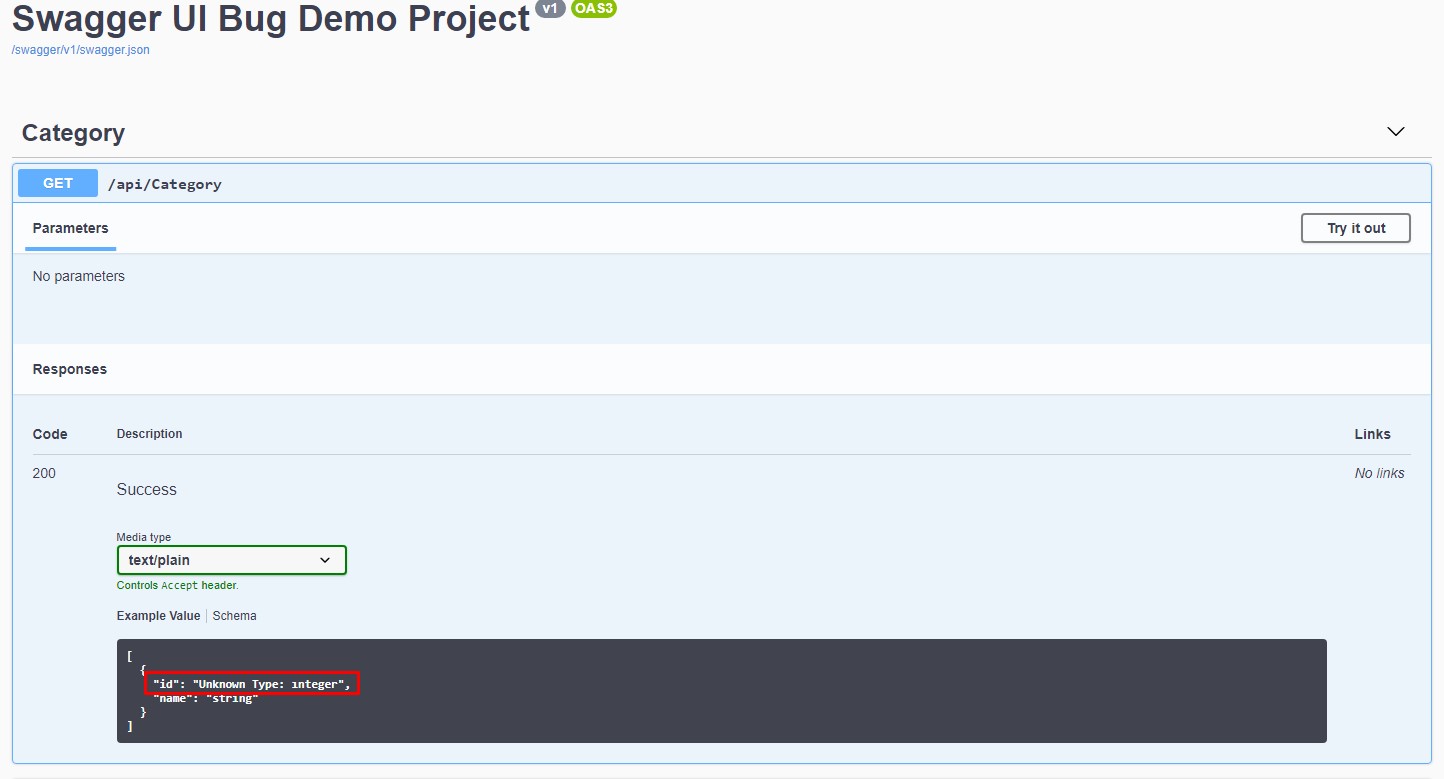 Swagger UI Bug Demo Project v1 OAS3
/swagger/v1/swagger.json
Category
GET /api/Category
Parameters Try it out
No parameters
Responses
Code Description Links
200 Success No links
Media type
text/plain
Controls Accept header.
Example Value Schema
[
{
"id": "Unknown Type: ınteger",
"name": "string"
}
]